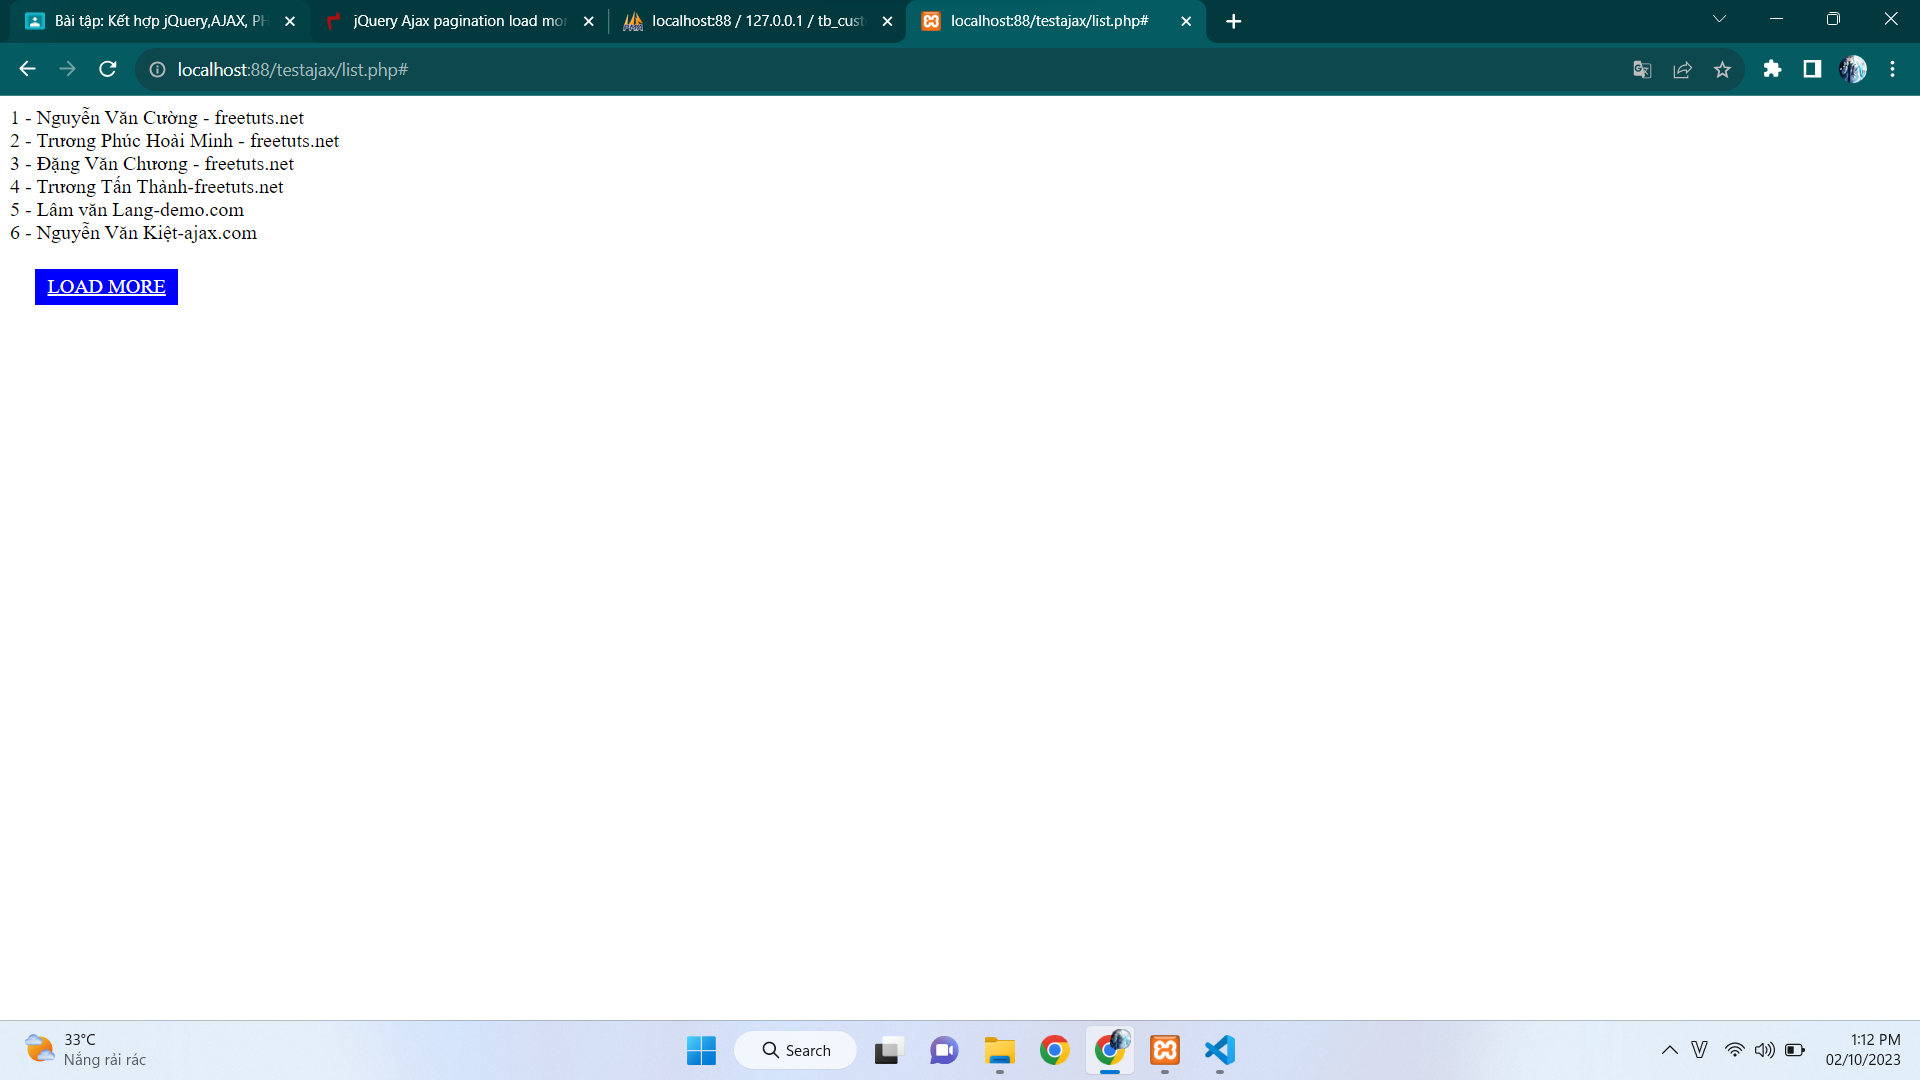 Bài tập: Kết hợp jQuery,AJAX, PH
jQuery Ajax pagination load mor
localhost:88 / 127.0.0.1 / tb_cust
localhost:88/testajax/list.php#
localhost:88/testajax/list.php#
1 - Nguyễn Văn Cường - freetuts.net
2 - Trương Phúc Hoài Minh - freetuts.net
3 - Đặng Văn Chương - freetuts.net
4 - Trương Tấn Thành-freetuts.net
5 - Lâm văn Lang-demo.com
6 - Nguyễn Văn Kiệt-ajax.com
LOAD MORE
33°C
Nắng rải rác
Search
1:12 PM
02/10/2023